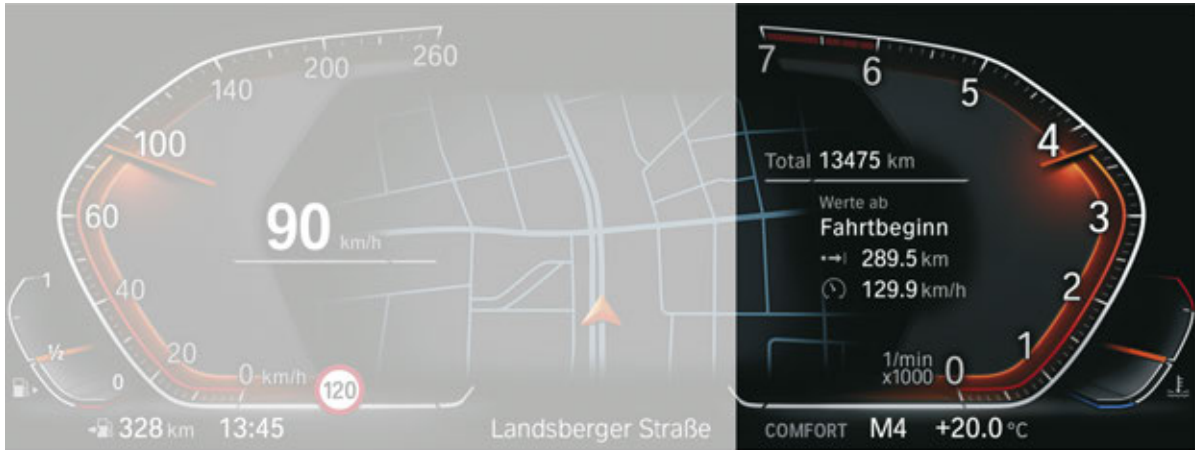 260
200
140
100
60
40
20
0 km/h
90 km/h
120
1
½
0
328 km 13:45
Landsberger Straße
7
6
5
4
3
2
1
0
1/min
x1000
Total 13475 km
Werte ab
Fahrtbeginn
289.5 km
129.9 km/h
COMFORT M4 +20.0 °C